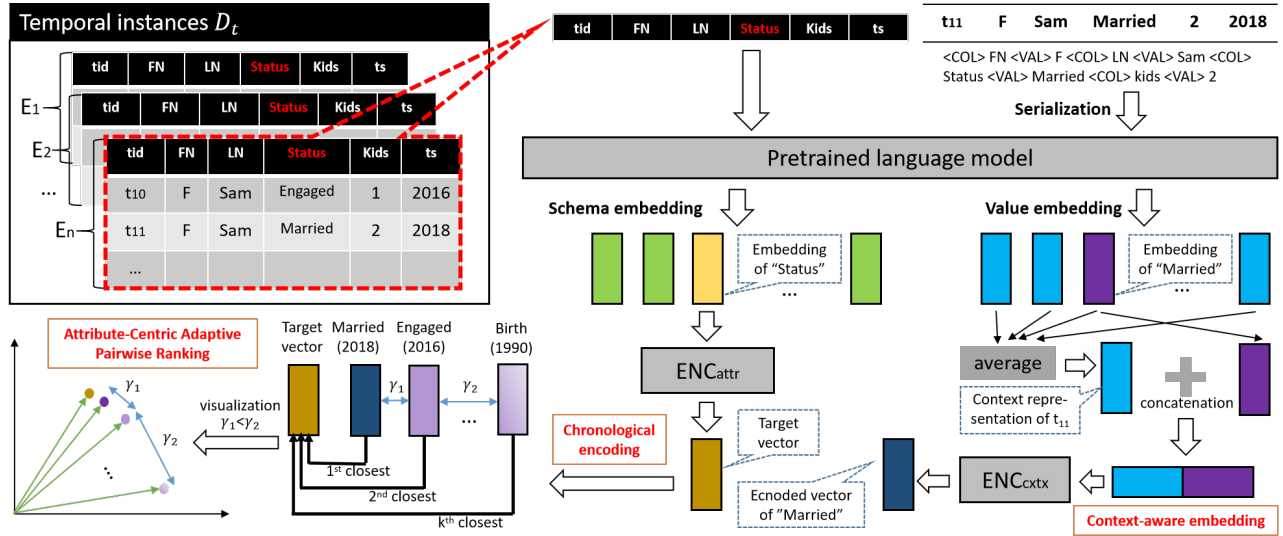 Temporal instances Dt
tid FN LN Status Kids ts
E1
tid FN LN Status Kids ts
E2
tid FN LN Status Kids ts
t10 F Sam Engaged 1 2016
...
En
t11 F Sam Married 2 2018
...
tid FN LN Status Kids ts
t11 F Sam Married 2 2018
<COL> FN <VAL> F <COL> LN <VAL> Sam <COL>
Status <VAL> Married <COL> kids <VAL> 2
Serialization
Pretrained language model
Schema embedding
Value embedding
Embedding
of "Status"
...
Embedding
of "Married"
...
ENCattr
average
Context repre-
sentation of t11
concatenation
Target
vector
Ecnoded vector
of "Married"
ENCcxtx
Context-aware embedding
Chronological
encoding
Attribute-Centric Adaptive
Pairwise Ranking
Target
vector
Married
(2018)
Engaged
(2016)
Birth
(1990)
γ1
γ2
...
1st closest
2nd closest
kth closest
visualization
γ1<γ2
γ1
γ2
...